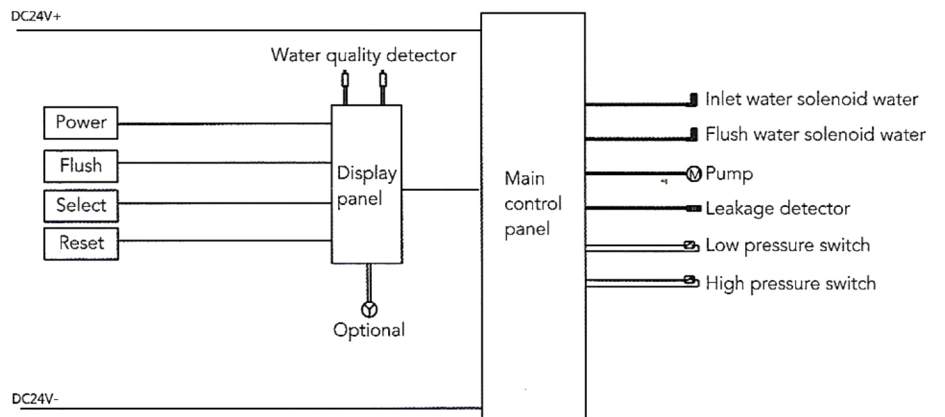 DC24V+
Water quality detector
Power
Flush
Select
Reset
Display
panel
Optional
Main
control
panel
Inlet water solenoid water
Flush water solenoid water
M
Pump
Leakage detector
Low pressure switch
High pressure switch
DC24V-